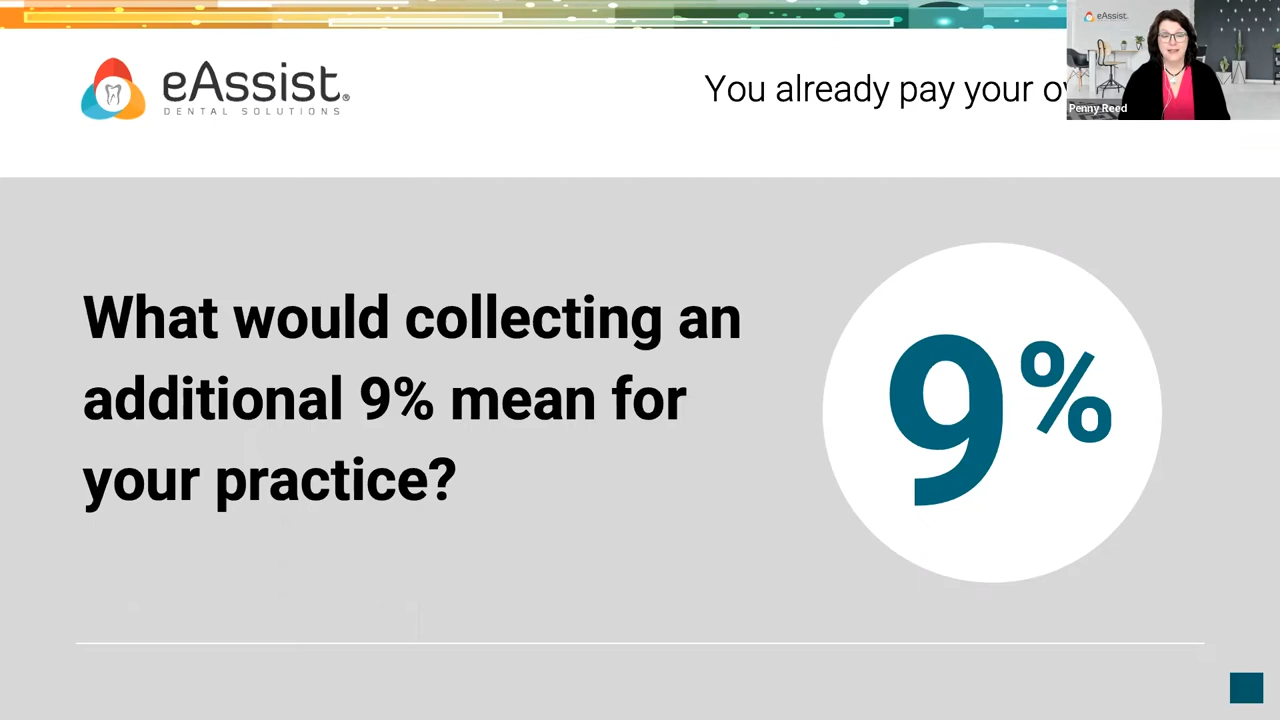 eAssist®
DENTAL SOLUTIONS
You already pay your
eAssist.
Penny Reed
What would collecting an
additional 9% mean for
your practice?
9%